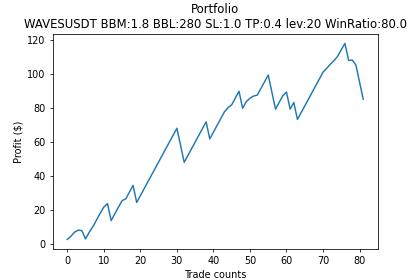 Portfolio
WAVESUSDT BBM:1.8 BBL:280 SL:1.0 TP:0.4 lev:20 WinRatio:80.0
120
100
80
60
40
20
0
Profit ($)
0 10 20 30 40 50 60 70 80
Trade counts